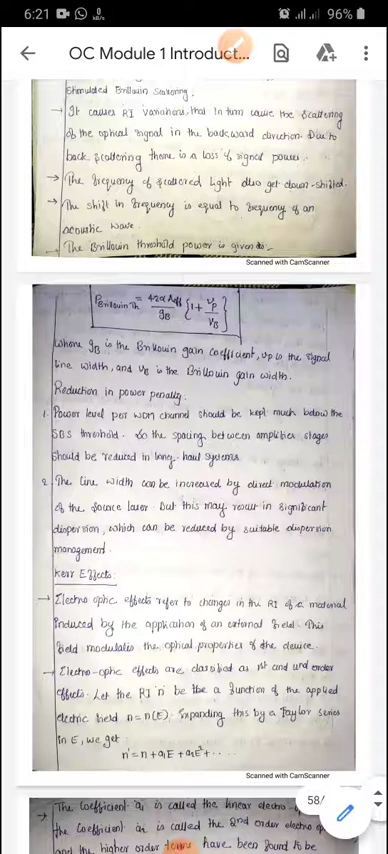 6:21
96%
OC Module 1 Introduct...
Stimulated Brillouin Scattering.
→ It causes RI variations, that in turn cause the scattering
of the optical signal in the backward direction. Due to
back scattering there is a loss of signal power.
→ The frequency of scattered light also get down-shifted.
→ The shift in frequency is equal to frequency of an
acoustic wave.
→ The Brillouin threshold power is given as:-
Scanned with CamScanner
P Brillouin Th = 42α Aeff / gB {1 + νp / νB}
where gB is the Brillouin gain coefficient, νp is the signal
line width, and νB is the Brillouin gain width.
Reduction in power penalty.
1. Power level per WDM channel should be kept much below the
SBS threshold. So the spacing between amplifier stages
should be reduced in long-haul systems
2. The line width can be increased by direct modulation
of the source laser. But this may result in significant
dispersion, which can be reduced by suitable dispersion
management.
Kerr Effects:
→ Electro optic effects refer to changes in the RI of a material
induced by the application of an external field. This
field modulates the optical properties of the device.
→ Electro-optic effects are classified as 1st and 2nd order
effects. Let the RI 'n' be the a function of the applied
electric field n = n(E). Expanding this by a Taylor series
in E, we get
n' = n + a1E + a2E² + ....
Scanned with CamScanner
58/
→ The coefficient a1 is called the linear electro-
the coefficient a2 is called the 2nd order electro
and the higher order terms have been found to be